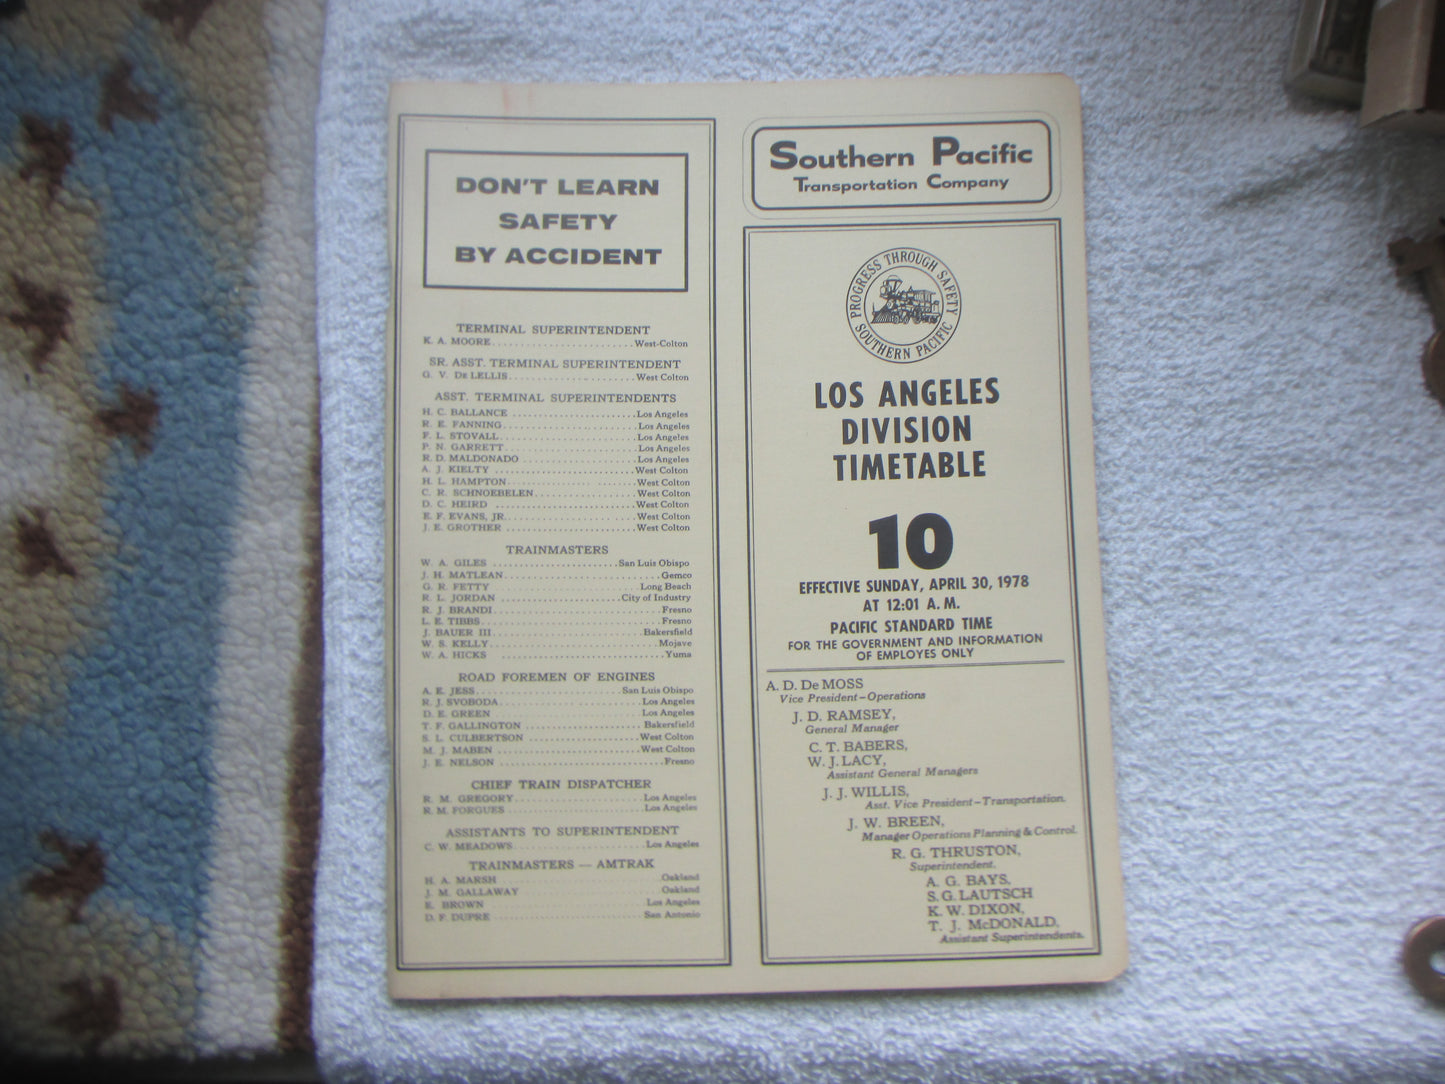 DON'T LEARN
SAFETY
BY ACCIDENT
TERMINAL SUPERINTENDENT
K. A. MOORE.......................West-Colton
SR. ASST. TERMINAL SUPERINTENDENT
G. V. De LELLIS.....................West Colton
ASST. TERMINAL SUPERINTENDENTS
H. C. BALLANCE .....................Los Angeles
R. E. FANNING......................Los Angeles
F. L. STOVALL.......................Los Angeles
P. N. GARRETT......................Los Angeles
R. D. MALDONADO ...................Los Angeles
A. J. KIELTY .......................West Colton
H. L. HAMPTON.....................West Colton
C. R. SCHNOEBELEN.................West Colton
D. C. HEIRD .......................West Colton
E. F. EVANS, JR.....................West Colton
J. E. GROTHER .....................West Colton
TRAINMASTERS
W. A. GILES .....................San Luis Obispo
J. H. MATLEAN..........................Gemco
G. R. FETTY ........................Long Beach
R. L. JORDAN ....................City of Industry
R. J. BRANDI...........................Fresno
L. E. TIBBS.............................Fresno
J. BAUER III.........................Bakersfield
W. S. KELLY............................Mojave
W. A. HICKS ...........................Yuma
ROAD FOREMEN OF ENGINES
A. E. JESS........................San Luis Obispo
R. J. SVOBODA.......................Los Angeles
D. E. GREEN ........................Los Angeles
T. F. GALLINGTON ...................Bakersfield
S. L. CULBERTSON ...................West Colton
M. J. MABEN .......................West Colton
J. E. NELSON ...........................Fresno
CHIEF TRAIN DISPATCHER
R. M. GREGORY......................Los Angeles
R. M. FORGUES ......................Los Angeles
ASSISTANTS TO SUPERINTENDENT
C. W. MEADOWS......................Los Angeles
TRAINMASTERS — AMTRAK
H. A. MARSH ...........................Oakland
J. M. GALLAWAY .......................Oakland
E. BROWN ..........................Los Angeles
D. F. DUPRE ........................San Antonio
Southern Pacific
Transportation Company
PROGRESS THROUGH SAFETY
SOUTHERN PACIFIC
LOS ANGELES
DIVISION
TIMETABLE
10
EFFECTIVE SUNDAY, APRIL 30, 1978
AT 12:01 A. M.
PACIFIC STANDARD TIME
FOR THE GOVERNMENT AND INFORMATION
OF EMPLOYES ONLY
A. D. De MOSS
Vice President—Operations
J. D. RAMSEY,
General Manager
C. T. BABERS,
W. J. LACY,
Assistant General Managers
J. J. WILLIS,
Asst. Vice President—Transportation.
J. W. BREEN,
Manager Operations Planning & Control.
R. G. THRUSTON,
Superintendent.
A. G. BAYS,
S. G. LAUTSCH
K. W. DIXON,
T. J. McDONALD,
Assistant Superintendents.